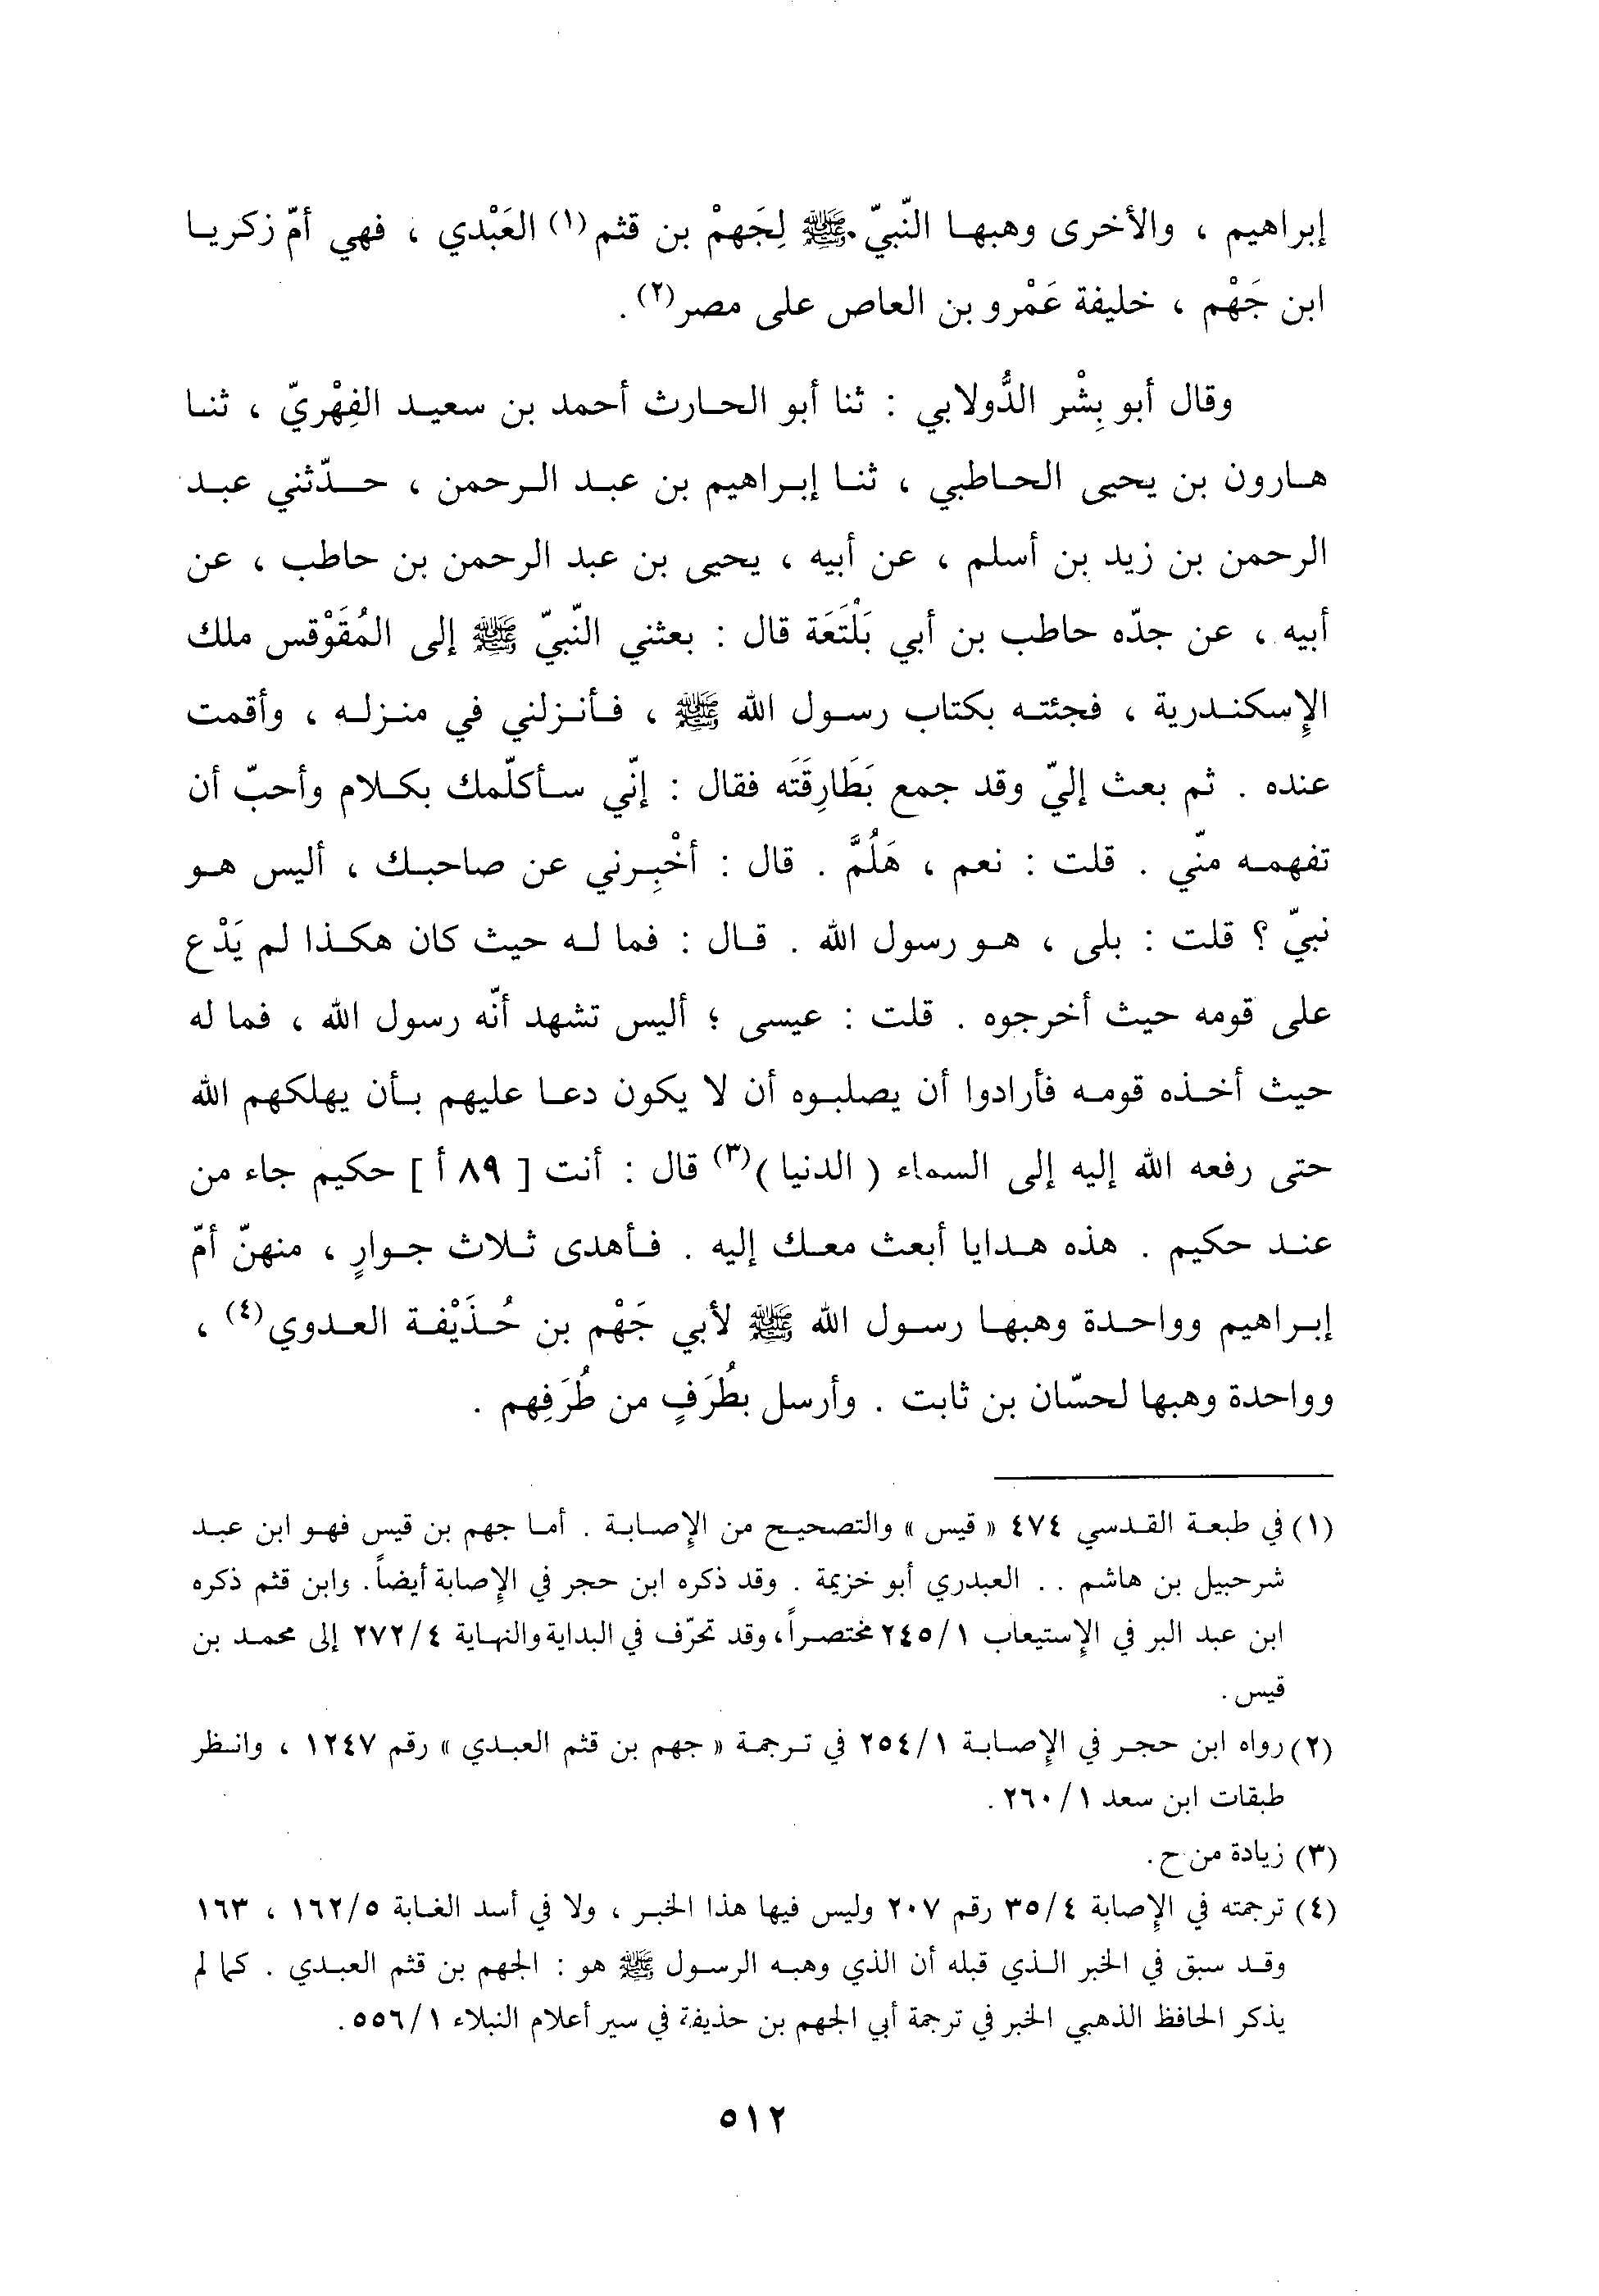 إبراهيم ، والأخرى وهبها النّبيّ ﷺ لِجَهمْ بن قثم (١) العَبْدي ، فهي أمّ زكريا
ابن جَهْم ، خليفة عَمْرو بن العاص على مصر (٢) .
وقال أبو بِشْر الدُّولابي : ثنا أبو الحارث أحمد بن سعيد الفِهْريّ ، ثنا
هارون بن يحيى الحاطبي ، ثنا إبراهيم بن عبد الرحمن ، حدّثني عبد
الرحمن بن زيد بن أسلم ، عن أبيه ، يحيى بن عبد الرحمن بن حاطب ، عن
أبيه ، عن جدّه حاطب بن أبي بَلْتَعَة قال : بعثني النّبيّ ﷺ إلى المُقَوْقس ملك
الإسكندرية ، فجئته بكتاب رسول الله ﷺ ، فأنزلني في منزله ، وأقمت
عنده . ثم بعث إليّ وقد جمع بَطَارِقَتَه فقال : إنّي سأكلّمك بكلام وأحبّ أن
تفهمه منّي . قلت : نعم ، هَلُمَّ . قال : أخْبِرني عن صاحبك ، أليس هو
نبيّ ؟ قلت : بلى ، هو رسول الله . قال : فما له حيث كان هكذا لم يَدْع
على قومه حيث أخرجوه . قلت : عيسى ؛ أليس تشهد أنّه رسول الله ، فما له
حيث أخذه قومه فأرادوا أن يصلبوه أن لا يكون دعا عليهم بأن يهلكهم الله
حتى رفعه الله إليه إلى السماء ( الدنيا )(٣) قال : أنت [ ٨٩ أ ] حكيم جاء من
عند حكيم . هذه هدايا أبعث معك إليه . فأهدى ثلاث جوارٍ ، منهنّ أمّ
إبراهيم وواحدة وهبها رسول الله ﷺ لأبي جَهْم بن حُذَيْفة العدوي (٤) ،
وواحدة وهبها لحسّان بن ثابت . وأرسل بطُرَفٍ من طُرَفِهم .
(١) في طبعة القدسي ٤٧٤ « قيس » والتصحيح من الإصابة . أما جهم بن قيس فهو ابن عبد
شرحبيل بن هاشم . . العبدري أبو خزيمة . وقد ذكره ابن حجر في الإصابة أيضاً. وابن قثم ذكره
ابن عبد البر في الإستيعاب ٢٤٥/١ مختصراً، وقد تحرّف في البداية والنهاية ٢٧٢/٤ إلى محمد بن
قيس .
(٢) رواه ابن حجر في الإصابة ٢٥٤/١ في ترجمة « جهم بن قثم العبدي » رقم ١٢٤٧ ، وانظر
طبقات ابن سعد ٢٦٠/١ .
(٣) زيادة من ح.
(٤) ترجمته في الإصابة ٣٥/٤ رقم ٢٠٧ وليس فيها هذا الخبر ، ولا في أسد الغابة ١٦٢/٥ ، ١٦٣
وقد سبق في الخبر الذي قبله أن الذي وهبه الرسول ﷺ هو : الجهم بن قثم العبدي . كما لم
يذكر الحافظ الذهبي الخبر في ترجمة أبي الجهم بن حذيفة في سير أعلام النبلاء ٥٥٦/١ .
٥١٢